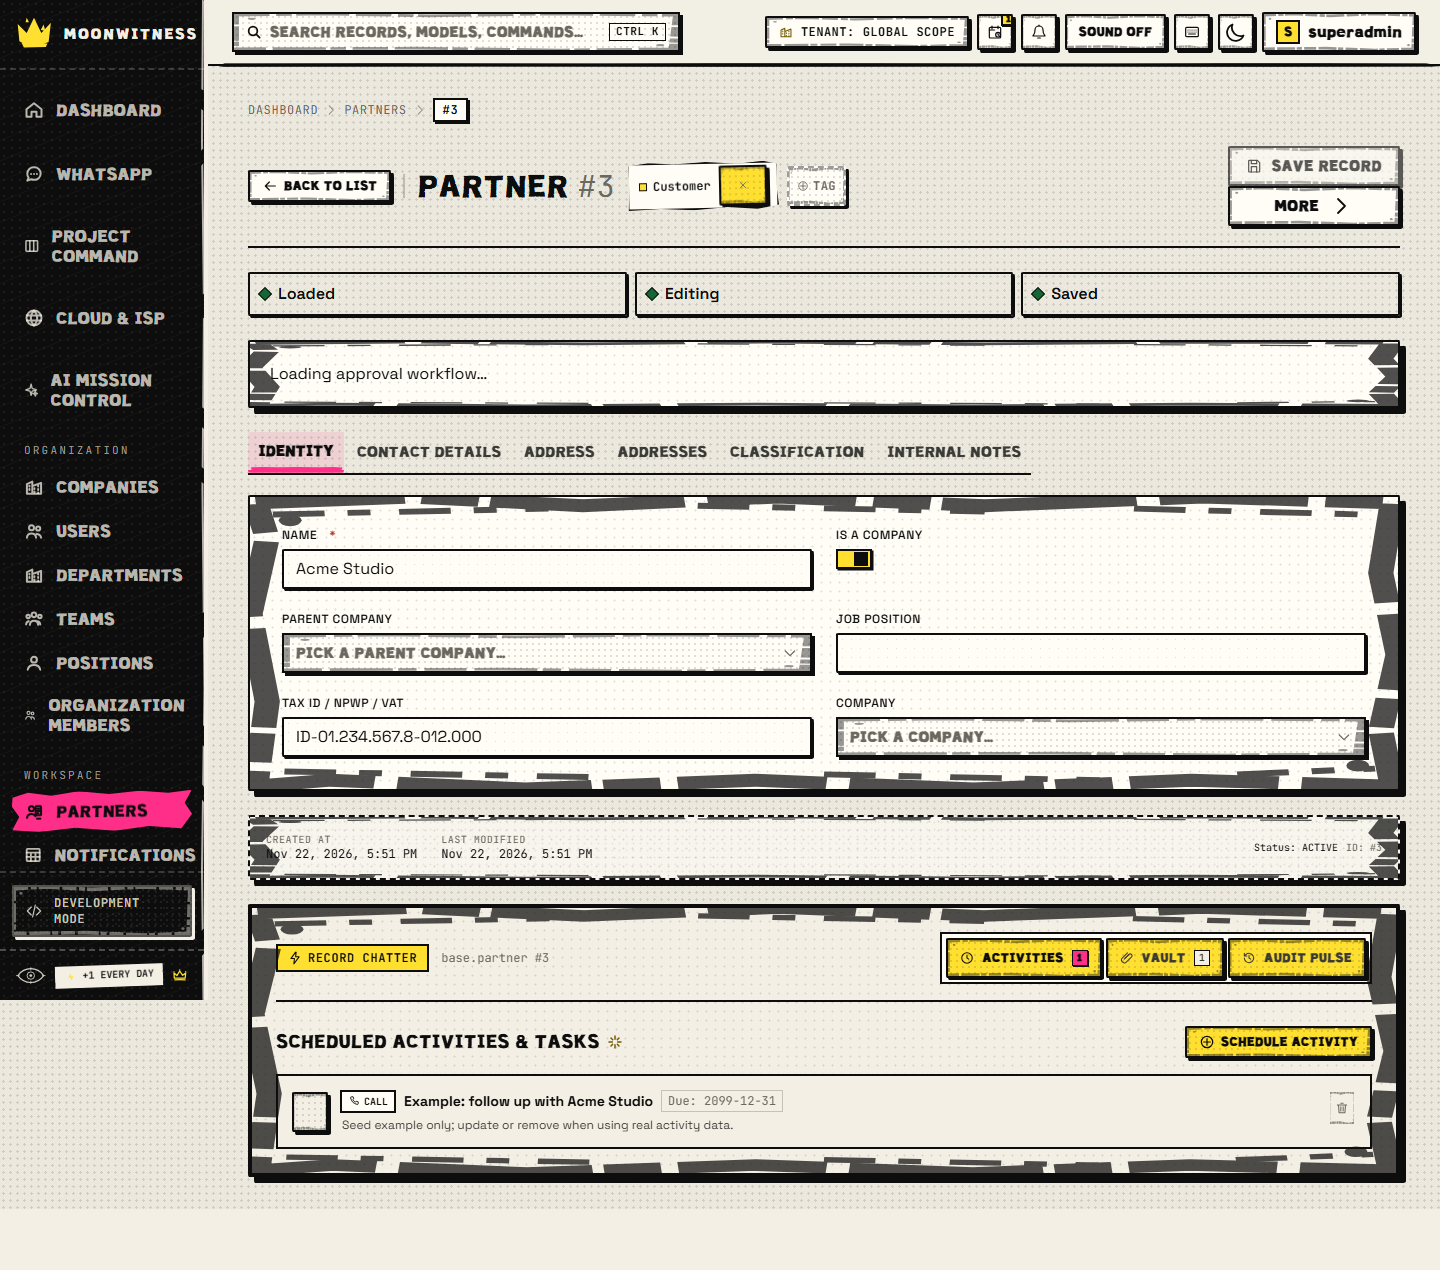 MOONWITNESS
SEARCH RECORDS, MODELS, COMMANDS…
CTRL K
TENANT: GLOBAL SCOPE
1
SOUND OFF
S
superadmin
DASHBOARD
WHATSAPP
PROJECT
COMMAND
CLOUD & ISP
AI MISSION
CONTROL
ORGANIZATION
COMPANIES
USERS
DEPARTMENTS
TEAMS
POSITIONS
ORGANIZATION
MEMBERS
WORKSPACE
PARTNERS
NOTIFICATIONS
DEVELOPMENT
MODE
+1 EVERY DAY
DASHBOARD
PARTNERS
#3
BACK TO LIST
PARTNER #3
Customer
TAG
SAVE RECORD
MORE
Loaded
Editing
Saved
Loading approval workflow…
IDENTITY
CONTACT DETAILS
ADDRESS
ADDRESSES
CLASSIFICATION
INTERNAL NOTES
NAME *
IS A COMPANY
Acme Studio
PARENT COMPANY
JOB POSITION
PICK A PARENT COMPANY…
TAX ID / NPWP / VAT
COMPANY
ID-01.234.567.8-012.000
PICK A COMPANY…
CREATED AT
LAST MODIFIED
Nov 22, 2026, 5:51 PM
Nov 22, 2026, 5:51 PM
Status: ACTIVE
ID: #3
RECORD CHATTER
base.partner #3
ACTIVITIES 1
VAULT 1
AUDIT PULSE
SCHEDULED ACTIVITIES & TASKS
SCHEDULE ACTIVITY
CALL
Example: follow up with Acme Studio
Due: 2099-12-31
Seed example only; update or remove when using real activity data.